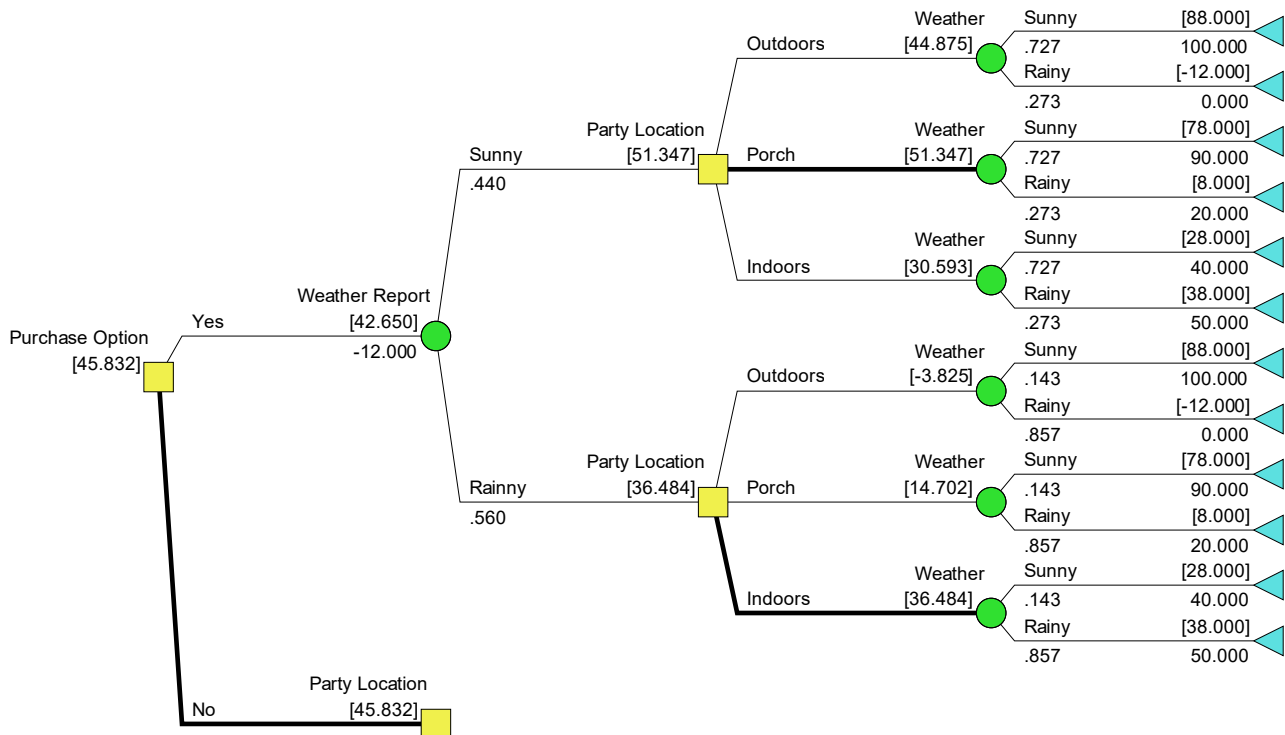 Weather Sunny [88.000]
Outdoors [44.875] .727 100.000
Rainy [-12.000]
.273 0.000
Party Location Weather Sunny [78.000]
Sunny [51.347] Porch [51.347] .727 90.000
.440 Rainy [8.000]
.273 20.000
Weather Sunny [28.000]
Indoors [30.593] .727 40.000
Weather Report Rainy [38.000]
Yes [42.650] .273 50.000
Purchase Option -12.000
[45.832]
Weather Sunny [88.000]
Outdoors [-3.825] .143 100.000
Rainy [-12.000]
.857 0.000
Party Location Weather Sunny [78.000]
Rainny [36.484] Porch [14.702] .143 90.000
.560 Rainy [8.000]
.857 20.000
Weather Sunny [28.000]
Indoors [36.484] .143 40.000
Rainy [38.000]
.857 50.000
Party Location
No [45.832]